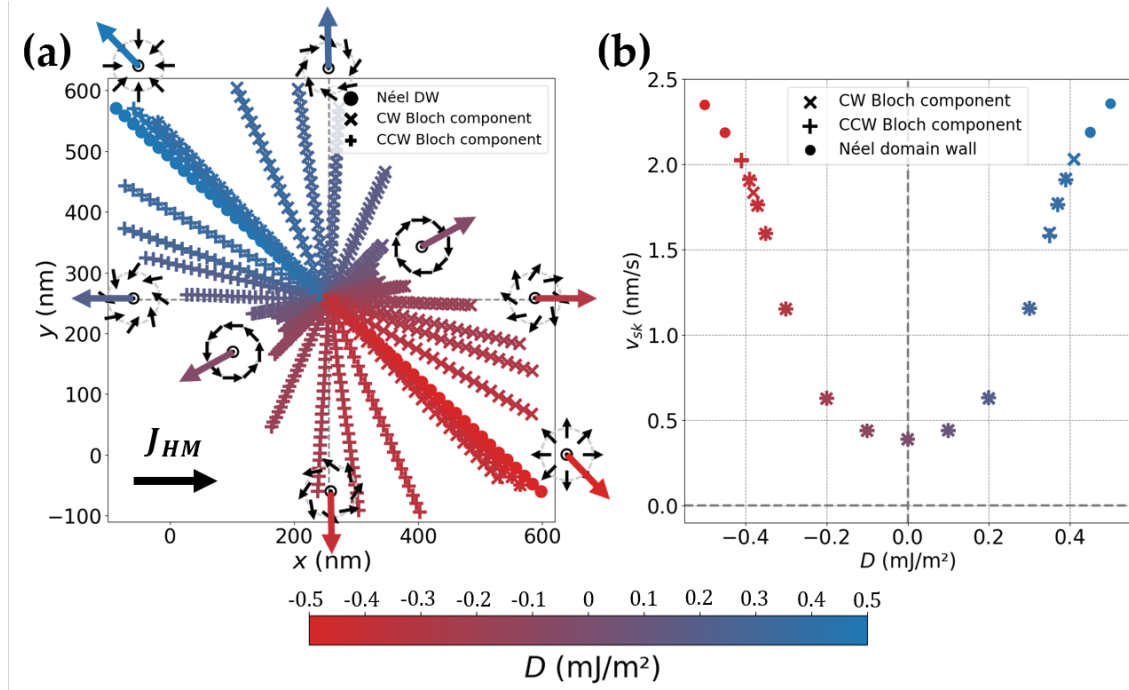 (a)
600
500
400
300
200
100
0
−100
y (nm)
Néel DW
CW Bloch component
CCW Bloch component
J_HM
0
200
400
600
x (nm)
(b)
2.5
2.0
1.5
1.0
0.5
0.0
v_sk (nm/s)
CW Bloch component
CCW Bloch component
Néel domain wall
−0.4
−0.2
0.0
0.2
0.4
D (mJ/m²)
-0.5 -0.4 -0.3 -0.2 -0.1 0 0.1 0.2 0.3 0.4 0.5
D (mJ/m²)